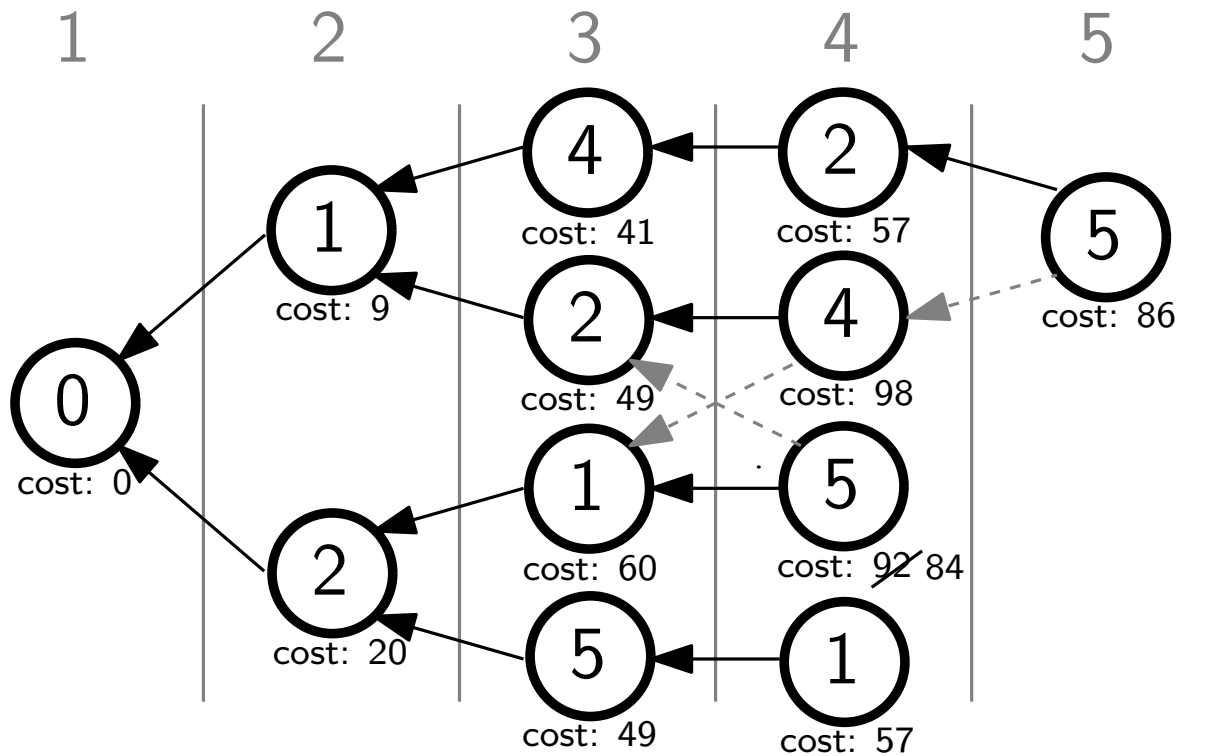 1 2 3 4 5
4 2
cost: 41 cost: 57
1 5
cost: 9 cost: 86
2 4
cost: 49 cost: 98
0
cost: 0
1 5
cost: 60 cost: 92 84
2
cost: 20
5 1
cost: 49 cost: 57